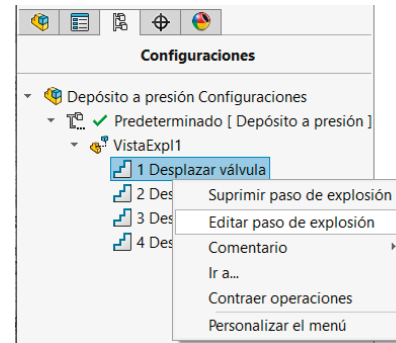 Configuraciones
Depósito a presión Configuraciones
Predeterminado [ Depósito a presión ]
VistaExpl1
1 Desplazar válvula
2 Des
Suprimir paso de explosión
3 Des
Editar paso de explosión
4 Des
Comentario
Ir a...
Contraer operaciones
Personalizar el menú